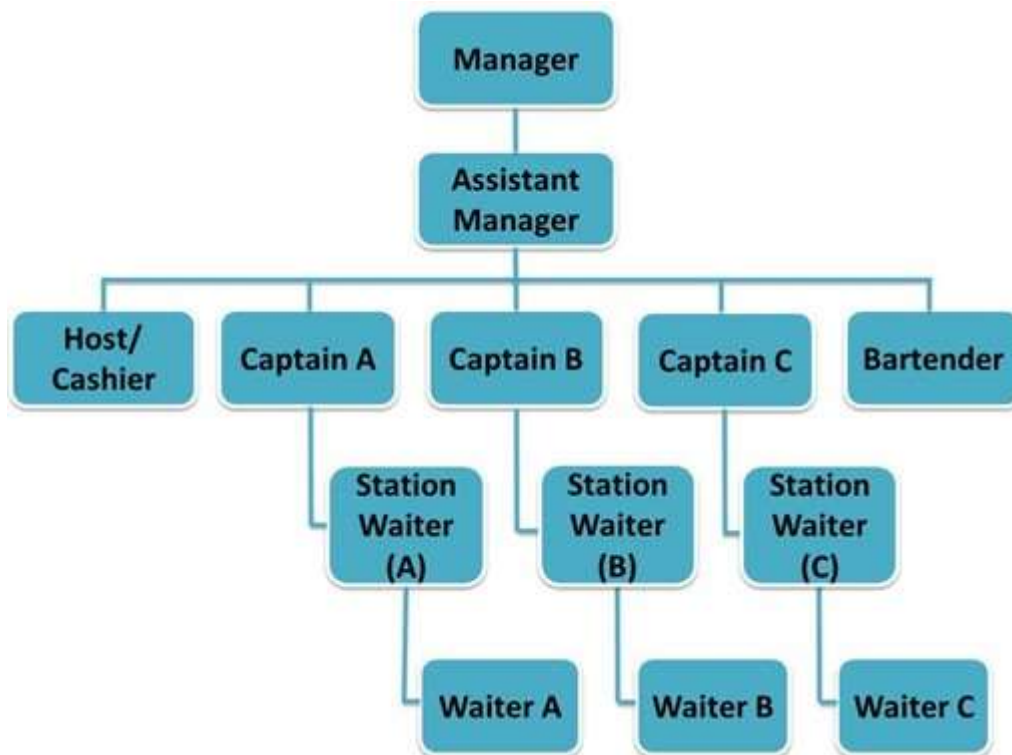 Manager
Assistant
Manager
Host/
Cashier
Captain A
Captain B
Captain C
Bartender
Station
Waiter
(A)
Station
Waiter
(B)
Station
Waiter
(C)
Waiter A
Waiter B
Waiter C